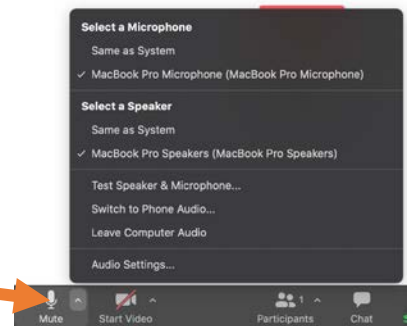 Select a Microphone
Same as System
✓ MacBook Pro Microphone (MacBook Pro Microphone)
Select a Speaker
Same as System
✓ MacBook Pro Speakers (MacBook Pro Speakers)
Test Speaker & Microphone...
Switch to Phone Audio...
Leave Computer Audio
Audio Settings...
1
Mute Start Video Participants Chat